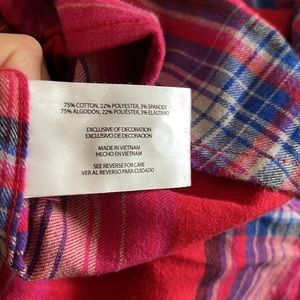 75% COTTON, 22% POLYESTER, 3% SPANDEX
75% ALGODON, 22% POLIÉSTER, 3% ELASTANO
EXCLUSIVE OF DECORATION
EXCLUSIVO DE DECORACION
MADE IN VIETNAM
HECHO EN VIETNAM
SEE REVERSE FOR CARE
VER AL REVERSO PARA CUIDADO